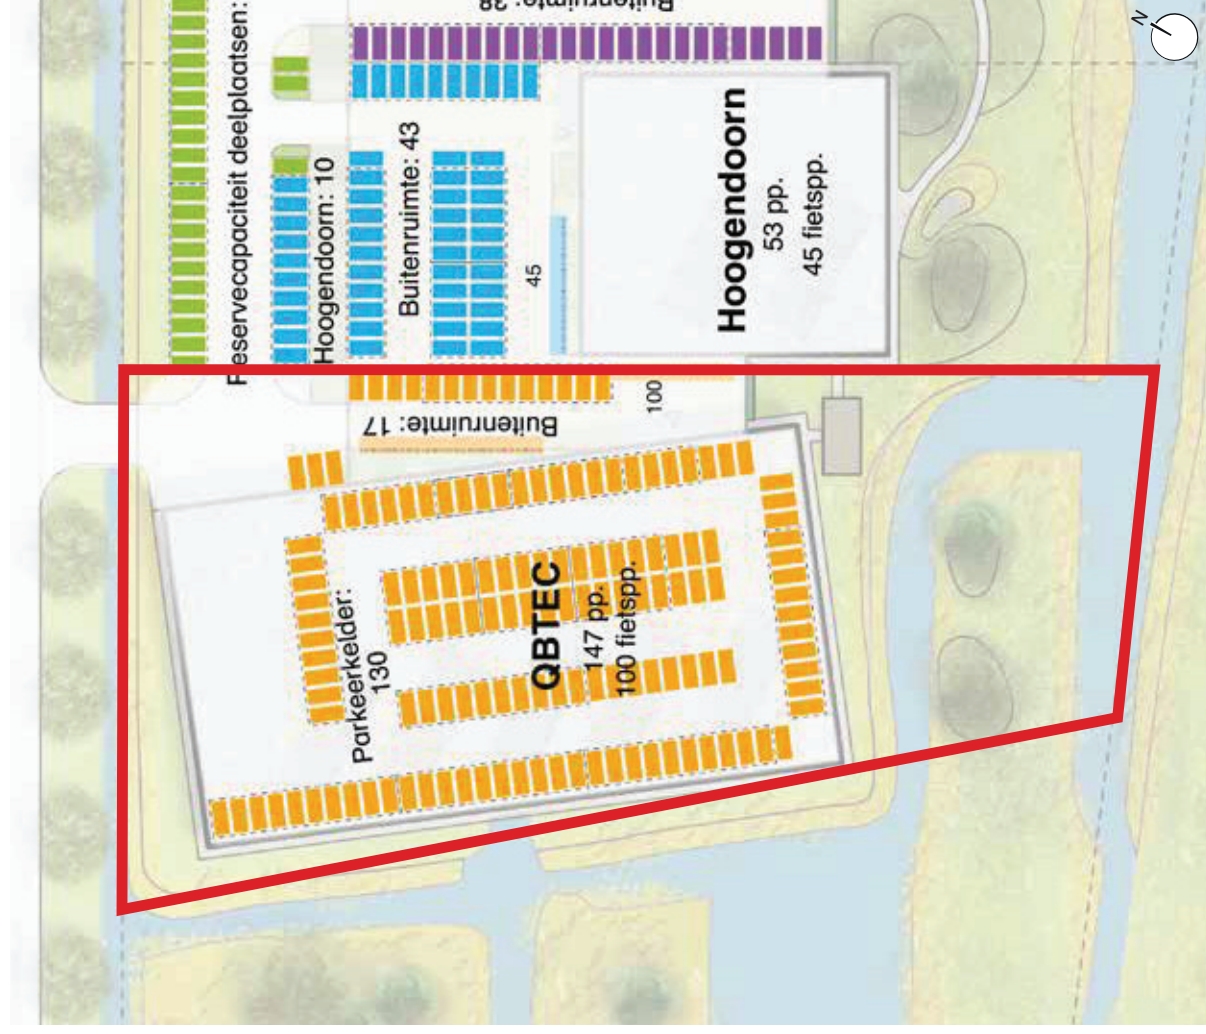 Buitenruimte: 38
N
Reservecapaciteit deelplaatsen:
Hoogendoorn: 10
Buitenruimte: 43
45
Hoogendoorn
53 pp.
45 fietspp.
100
Buitenruimte: 17
Parkeerkelder:
130
QBTEC
147 pp.
100 fietspp.